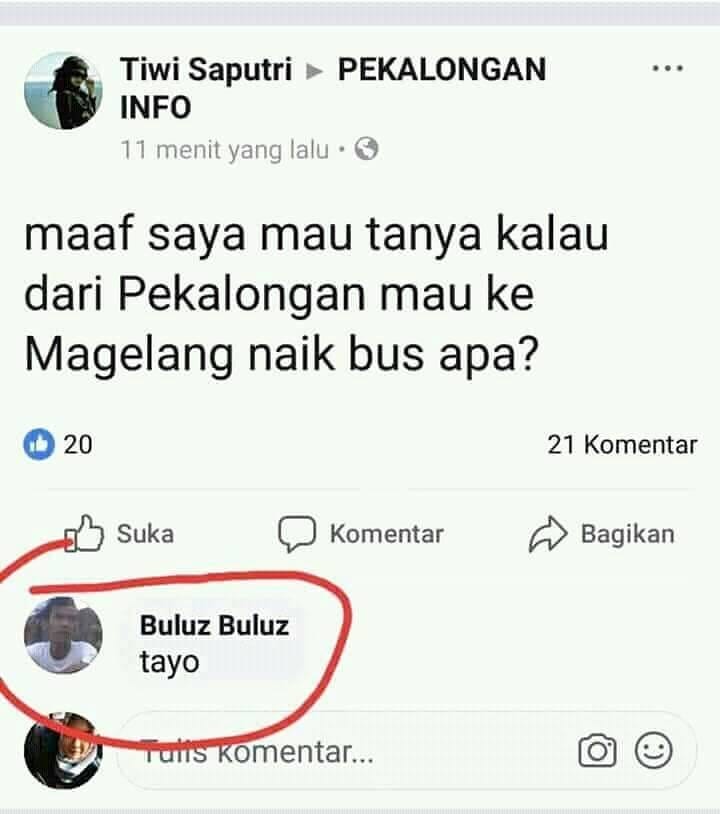 Tiwi Saputri ▸ PEKALONGAN
INFO
11 menit yang lalu ·
maaf saya mau tanya kalau
dari Pekalongan mau ke
Magelang naik bus apa?
20
21 Komentar
Suka
Komentar
Bagikan
Buluz Buluz
tayo
Tulis komentar...